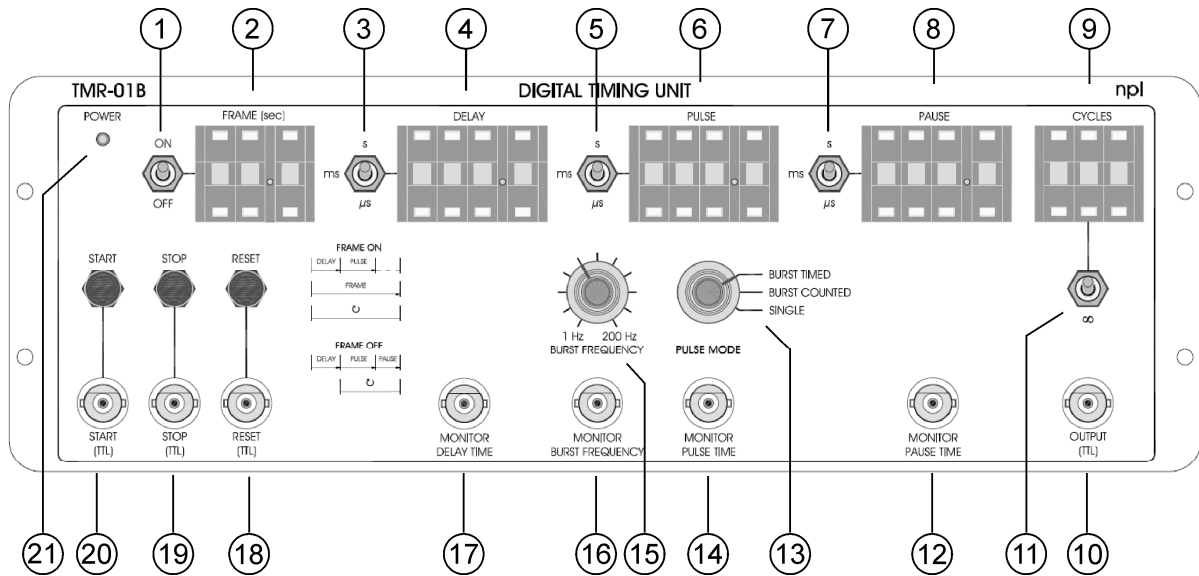 1 2 3 4 5 6 7 8 9
TMR-01B DIGITAL TIMING UNIT npl
POWER FRAME (sec) DELAY PULSE PAUSE CYCLES
ON s s s
ms ms ms
OFF µs µs µs
START STOP RESET
FRAME ON
DELAY PULSE
FRAME
C
FRAME OFF
DELAY PULSE PAUSE
C
BURST TIMED
BURST COUNTED
SINGLE
∞
1 Hz 200 Hz
BURST FREQUENCY PULSE MODE
START STOP RESET MONITOR MONITOR MONITOR MONITOR OUTPUT
(TTL) (TTL) (TTL) DELAY TIME BURST FREQUENCY PULSE TIME PAUSE TIME (TTL)
21 20 19 18 17 16 15 14 13 12 11 10